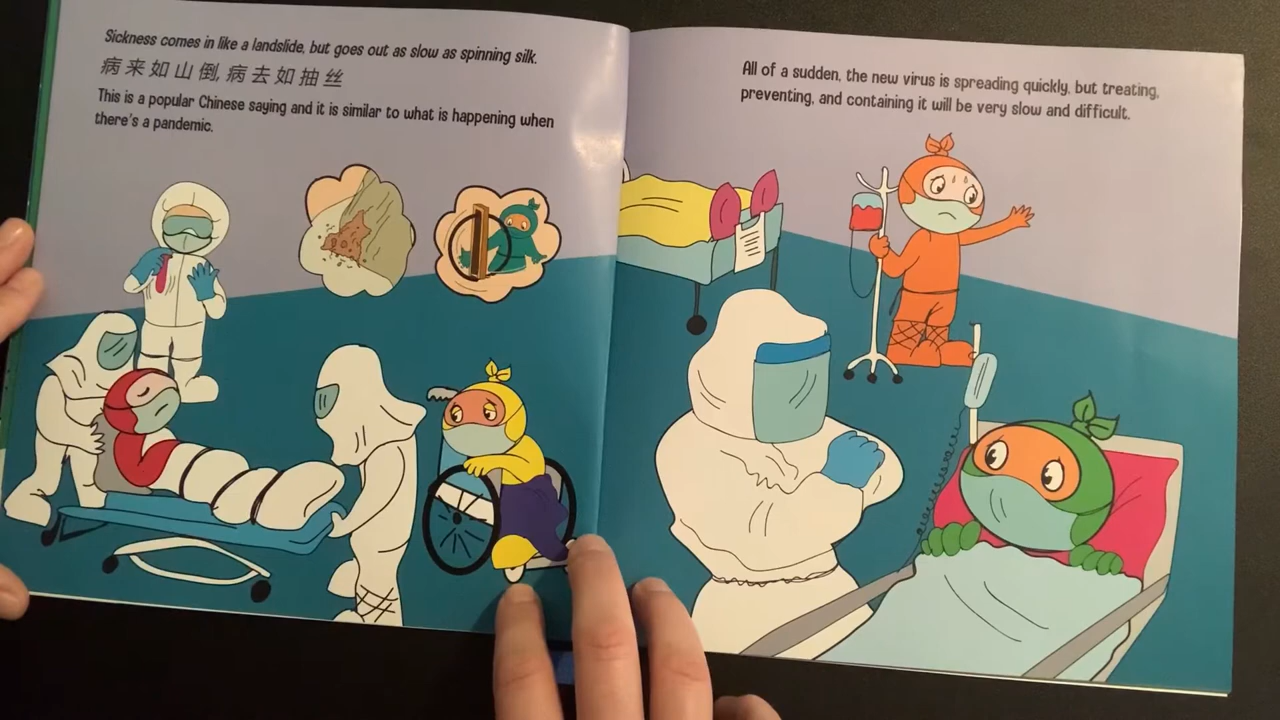 Sickness comes in like a landslide, but goes out as slow as spinning silk.
病来如山倒, 病去如抽丝
This is a popular Chinese saying and it is similar to what is happening when
there's a pandemic.
All of a sudden, the new virus is spreading quickly, but treating,
preventing, and containing it will be very slow and difficult.